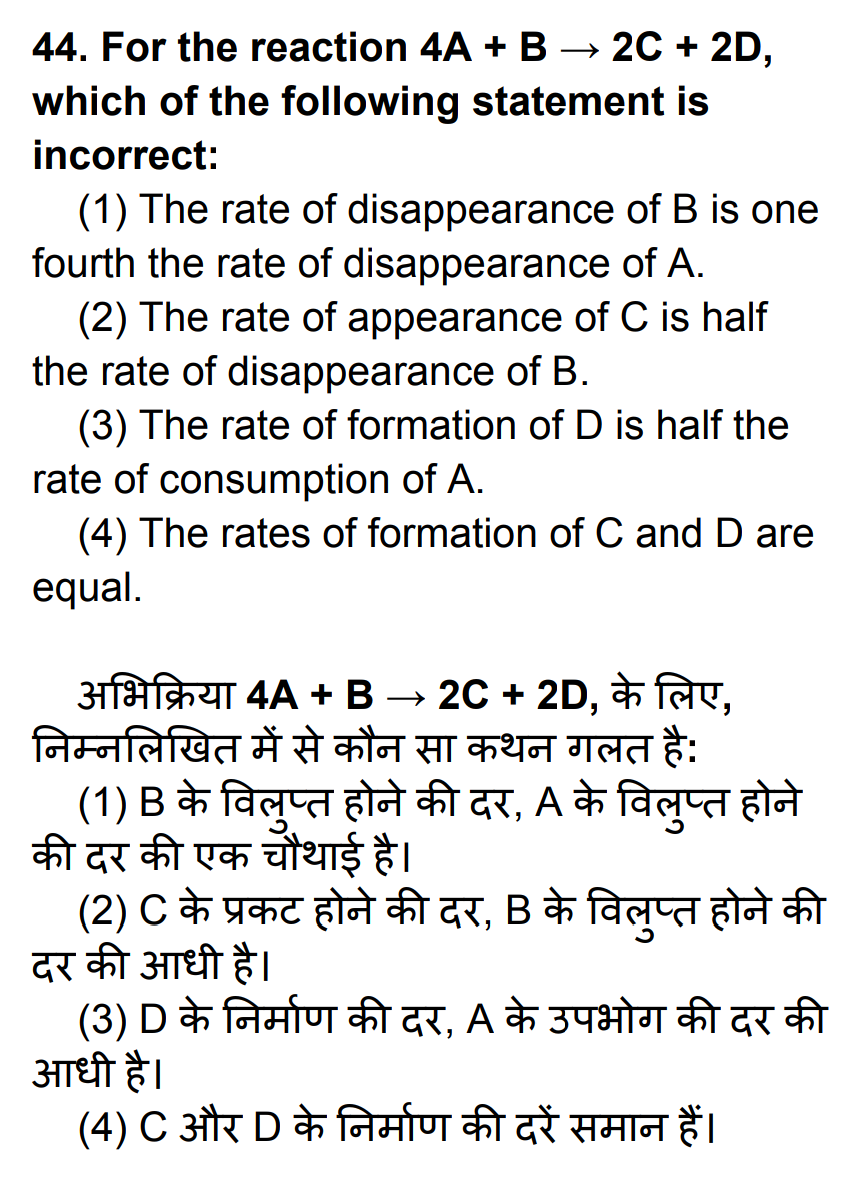 44. For the reaction 4A + B → 2C + 2D,
which of the following statement is
incorrect:
(1) The rate of disappearance of B is one
fourth the rate of disappearance of A.
(2) The rate of appearance of C is half
the rate of disappearance of B.
(3) The rate of formation of D is half the
rate of consumption of A.
(4) The rates of formation of C and D are
equal.
अभिक्रिया 4A + B → 2C + 2D, के लिए,
निम्नलिखित में से कौन सा कथन गलत है:
(1) B के विलुप्त होने की दर, A के विलुप्त होने
की दर की एक चौथाई है।
(2) C के प्रकट होने की दर, B के विलुप्त होने की
दर की आधी है।
(3) D के निर्माण की दर, A के उपभोग की दर की
आधी है।
(4) C और D के निर्माण की दरें समान हैं।